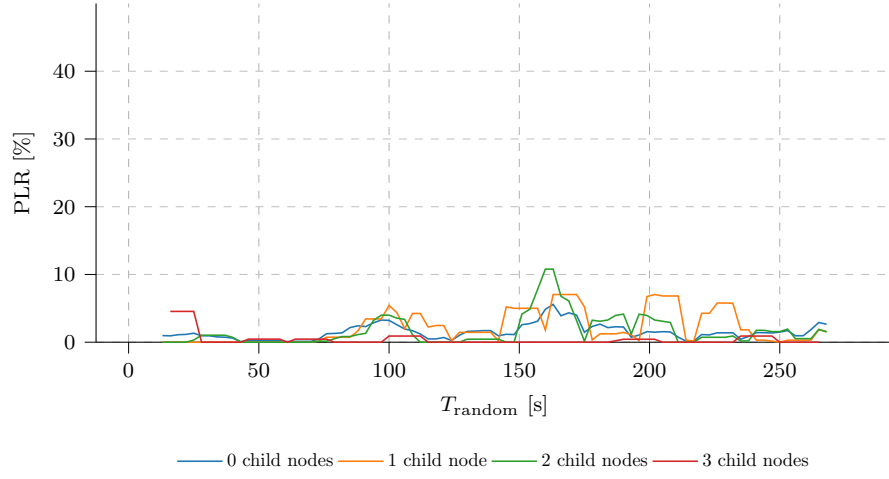 40
30
20
10
0
PLR [%]
0 50 100 150 200 250
T_random [s]
0 child nodes 1 child node 2 child nodes 3 child nodes